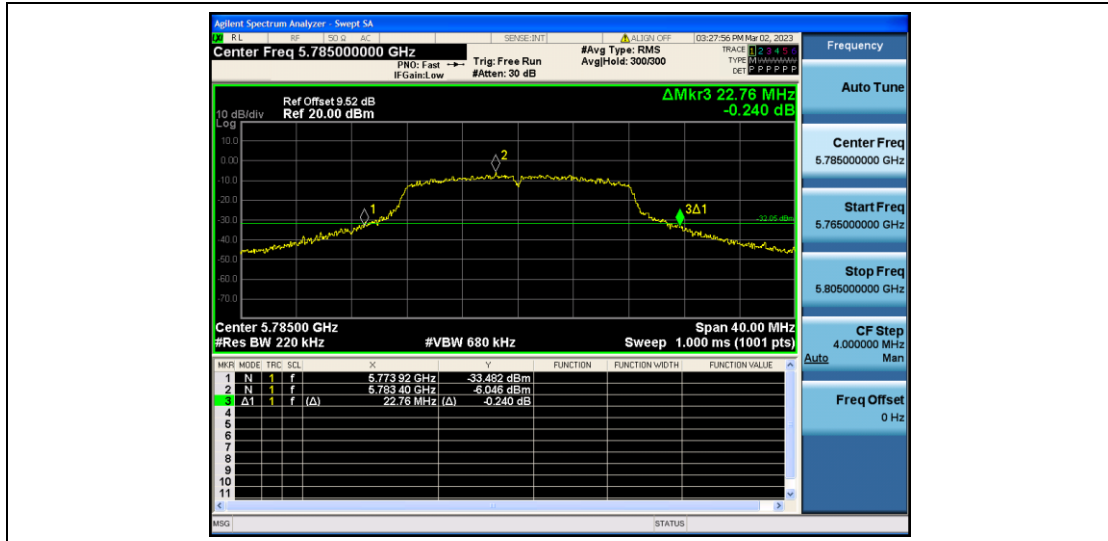 Agilent Spectrum Analyzer - Swept SA
RL RF 50 Ω AC SENSE:INT ALIGN OFF 03:27:56 PM Mar 02, 2023
Center Freq 5.785000000 GHz
PNO: Fast
IFGain:Low
Trig: Free Run
#Atten: 30 dB
#Avg Type: RMS
Avg|Hold: 300/300
TRACE 1 2 3 4 5 6
TYPE M
DET P P P P P P
Ref Offset 9.52 dB
10 dB/div Ref 20.00 dBm
Log
ΔMkr3 22.76 MHz
-0.240 dB
10.0
0.00
-10.0
-20.0
-30.0
-40.0
-50.0
-60.0
-70.0
1
2
3Δ1
-32.05 dBm
Center 5.78500 GHz Span 40.00 MHz
#Res BW 220 kHz #VBW 680 kHz Sweep 1.000 ms (1001 pts)
MKR MODE TRC SCL X Y FUNCTION FUNCTION WIDTH FUNCTION VALUE
1 N 1 f 5.773 92 GHz -33.482 dBm
2 N 1 f 5.783 40 GHz -6.046 dBm
3 Δ1 1 f (Δ) 22.76 MHz (Δ) -0.240 dB
4
5
6
7
8
9
10
11
MSG STATUS
Frequency
Auto Tune
Center Freq
5.785000000 GHz
Start Freq
5.765000000 GHz
Stop Freq
5.805000000 GHz
CF Step
4.000000 MHz
Auto Man
Freq Offset
0 Hz